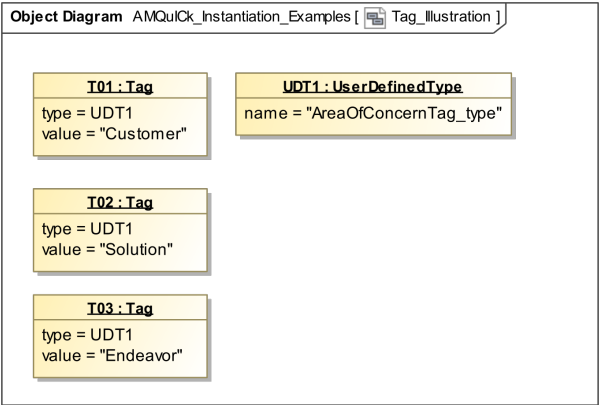 Object Diagram AMQuICk_Instantiation_Examples [ Tag_Illustration ]
T01 : Tag
type = UDT1
value = "Customer"
UDT1 : UserDefinedType
name = "AreaOfConcernTag_type"
T02 : Tag
type = UDT1
value = "Solution"
T03 : Tag
type = UDT1
value = "Endeavor"